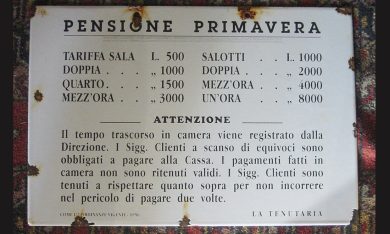 PENSIONE PRIMAVERA
TARIFFA SALA L. 500 SALOTTI . . L. 1000
DOPPIA . . . „ 1000 DOPPIA . . . „ 2000
QUARTO . . . „ 1500 MEZZ'ORA . „ 4000
MEZZ'ORA . . „ 3000 UN'ORA . . „ 8000
ATTENZIONE
Il tempo trascorso in camera viene registrato dalla
Direzione. I Sigg. Clienti a scanso di equivoci sono
obbligati a pagare alla Cassa. I pagamenti fatti in
camera non sono ritenuti validi. I Sigg. Clienti sono
tenuti a rispettare quanto sopra per non incorrere
nel pericolo di pagare due volte.
LA TENUTARIA